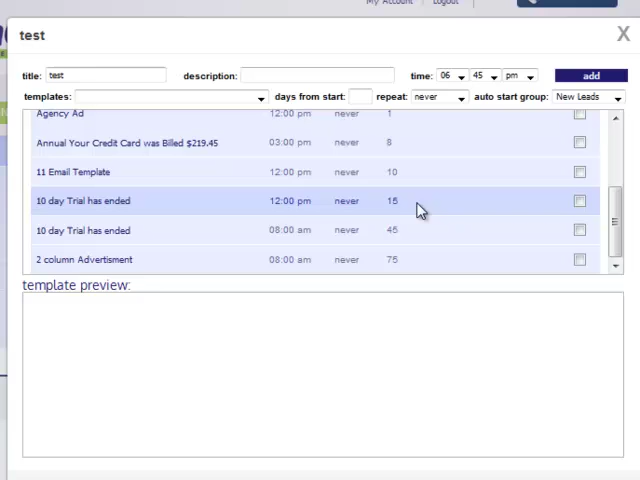 My Account Logout
test X
title: test description: time: 06 45 pm add
templates: days from start: repeat: never auto start group: New Leads
Agency Ad 12:00 pm never 1
Annual Your Credit Card was Billed $219.45 03:00 pm never 8
11 Email Template 12:00 pm never 10
10 day Trial has ended 12:00 pm never 15
10 day Trial has ended 08:00 am never 45
2 column Advertisment 08:00 am never 75
template preview: